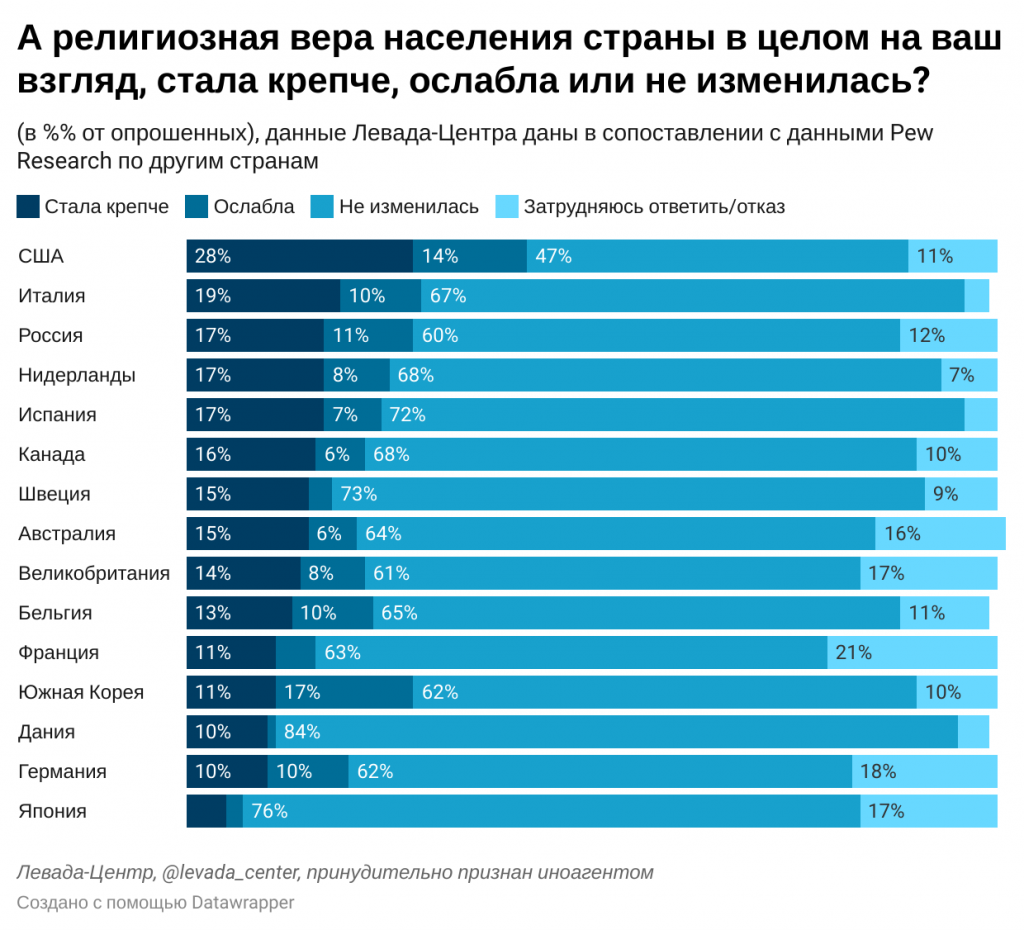 А религиозная вера населения страны в целом на ваш
взгляд, стала крепче, ослабла или не изменилась?
(в %% от опрошенных), данные Левада-Центра даны в сопоставлении с данными Pew
Research по другим странам
Стала крепче Ослабла Не изменилась Затрудняюсь ответить/отказ
США 28% 14% 47% 11%
Италия 19% 10% 67%
Россия 17% 11% 60% 12%
Нидерланды 17% 8% 68% 7%
Испания 17% 7% 72%
Канада 16% 6% 68% 10%
Швеция 15% 73% 9%
Австралия 15% 6% 64% 16%
Великобритания 14% 8% 61% 17%
Бельгия 13% 10% 65% 11%
Франция 11% 63% 21%
Южная Корея 11% 17% 62% 10%
Дания 10% 84%
Германия 10% 10% 62% 18%
Япония 76% 17%
Левада-Центр, @levada_center, принудительно признан иноагентом
Создано с помощью Datawrapper